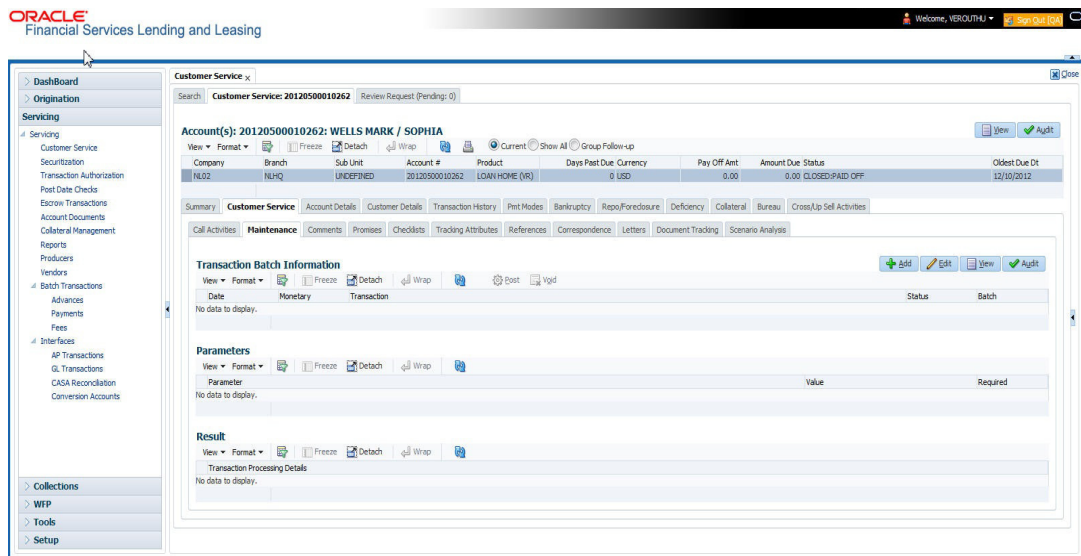 ORACLE
Financial Services Lending and Leasing
Welcome, VEROUTHU
Sign Out [QA]
Close
DashBoard
Origination
Servicing
Servicing
Customer Service
Securitization
Transaction Authorization
Post Date Checks
Escrow Transactions
Account Documents
Collateral Management
Reports
Producers
Vendors
Batch Transactions
Advances
Payments
Fees
Interfaces
AP Transactions
GL Transactions
CASA Reconciliation
Conversion Accounts
Collections
WFP
Tools
Setup
Customer Service x
Search Customer Service: 20120500010262 Review Request (Pending: 0)
Account(s): 20120500010262: WELLS MARK / SOPHIA
View Audit
View Format Freeze Detach Wrap Current Show All Group Follow-up
Company Branch Sub Unit Account # Product Days Past Due Currency Pay Off Amt Amount Due Status Oldest Due Dt
NL02 NLHQ UNDEFINED 20120500010262 LOAN HOME (VR) 0 USD 0.00 0.00 CLOSED:PAID OFF 12/10/2012
Summary Customer Service Account Details Customer Details Transaction History Pmt Modes Bankruptcy Repo/Foreclosure Deficiency Collateral Bureau Cross/Up Sell Activities
Call Activities Maintenance Comments Promises Checklists Tracking Attributes References Correspondence Letters Document Tracking Scenario Analysis
Transaction Batch Information
Add Edit View Audit
View Format Freeze Detach Wrap Post Void
Date Monetary Transaction Status Batch
No data to display.
Parameters
View Format Freeze Detach Wrap
Parameter Value Required
No data to display.
Result
View Format Freeze Detach Wrap
Transaction Processing Details
No data to display.